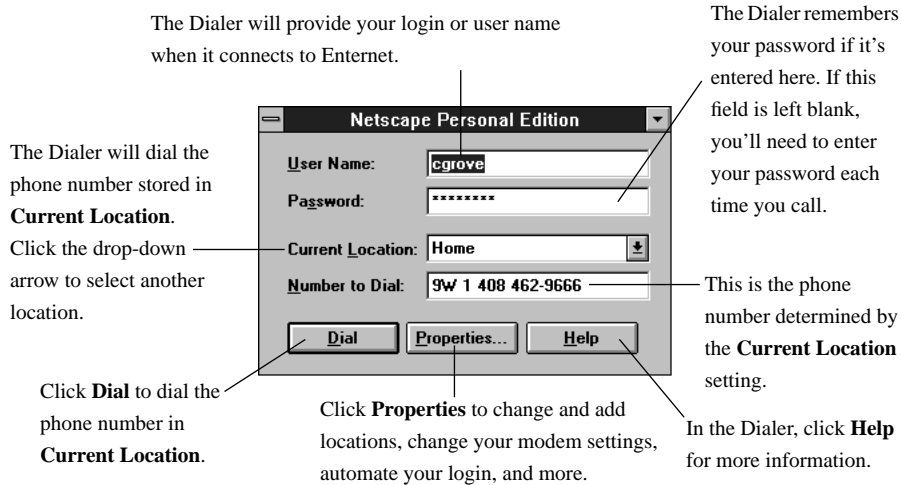 The Dialer will provide your login or user name
when it connects to Enternet.
The Dialer remembers
your password if it's
entered here. If this
field is left blank,
you'll need to enter
your password each
time you call.
The Dialer will dial the
phone number stored in
Current Location.
Click the drop-down
arrow to select another
location.
Netscape Personal Edition
User Name: cgrove
Password: ********
Current Location: Home
Number to Dial: 9W 1 408 462-9666
Dial Properties... Help
This is the phone
number determined by
the Current Location
setting.
Click Dial to dial the
phone number in
Current Location.
Click Properties to change and add
locations, change your modem settings,
automate your login, and more.
In the Dialer, click Help
for more information.